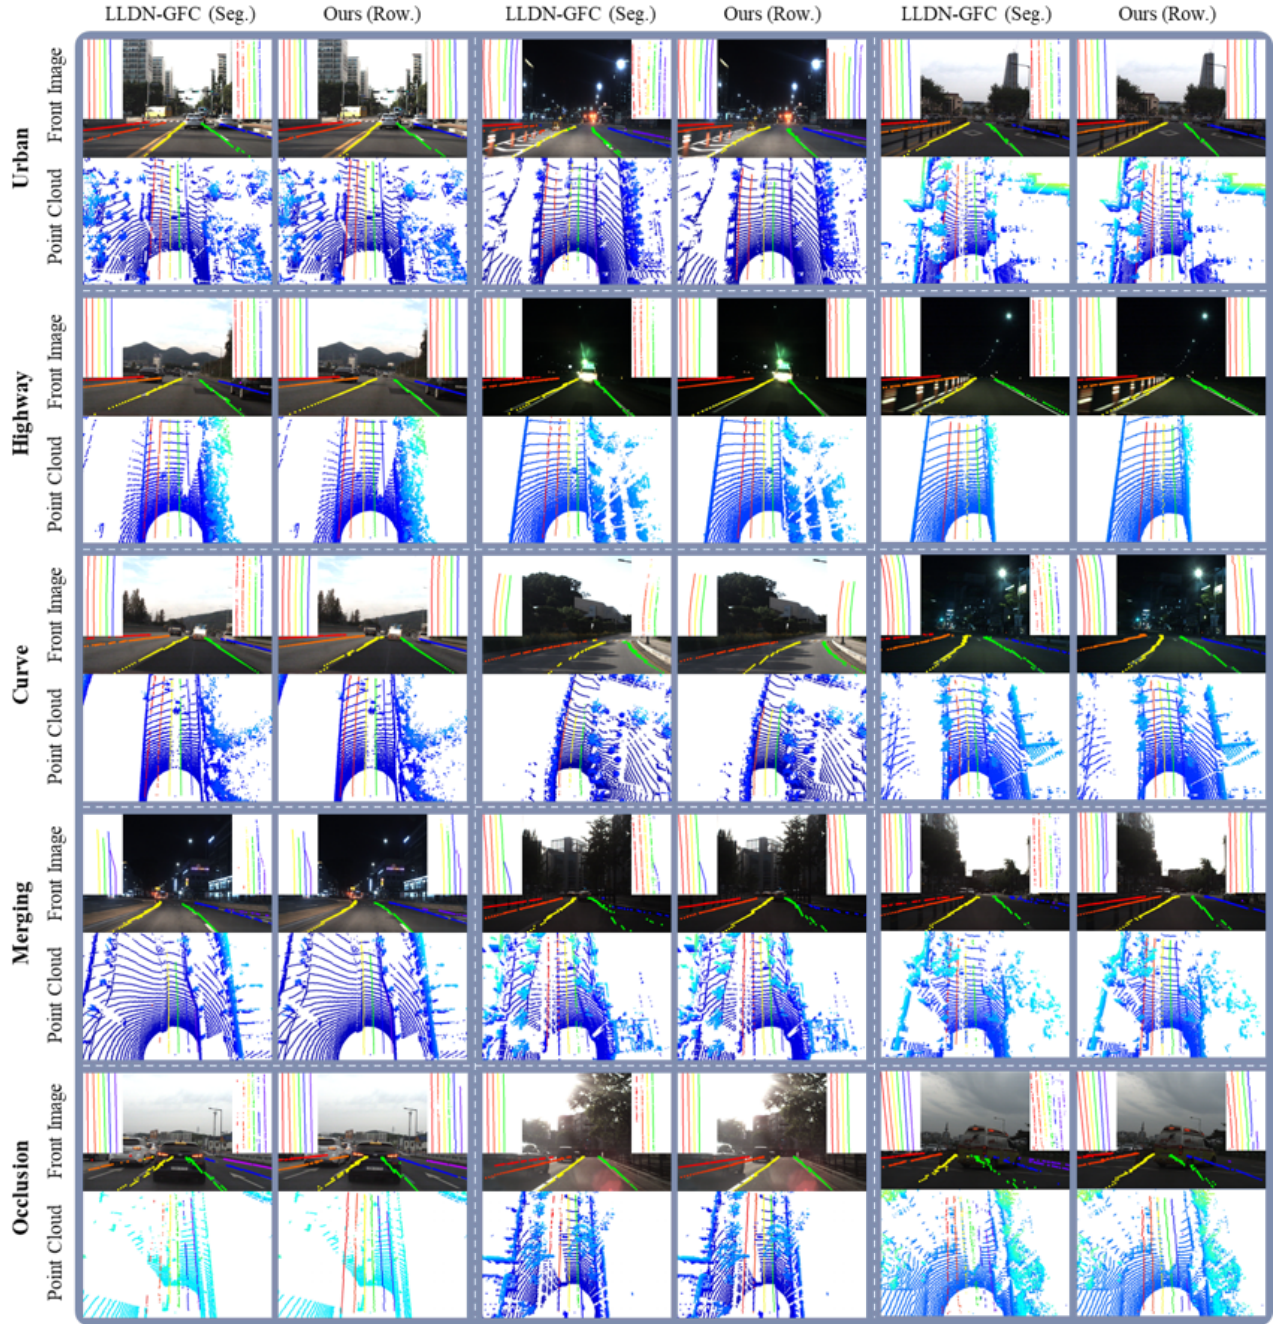 LLDN-GFC (Seg.) Ours (Row.) LLDN-GFC (Seg.) Ours (Row.) LLDN-GFC (Seg.) Ours (Row.)
Urban
Front Image
Point Cloud
Highway
Front Image
Point Cloud
Curve
Front Image
Point Cloud
Merging
Front Image
Point Cloud
Occlusion
Front Image
Point Cloud